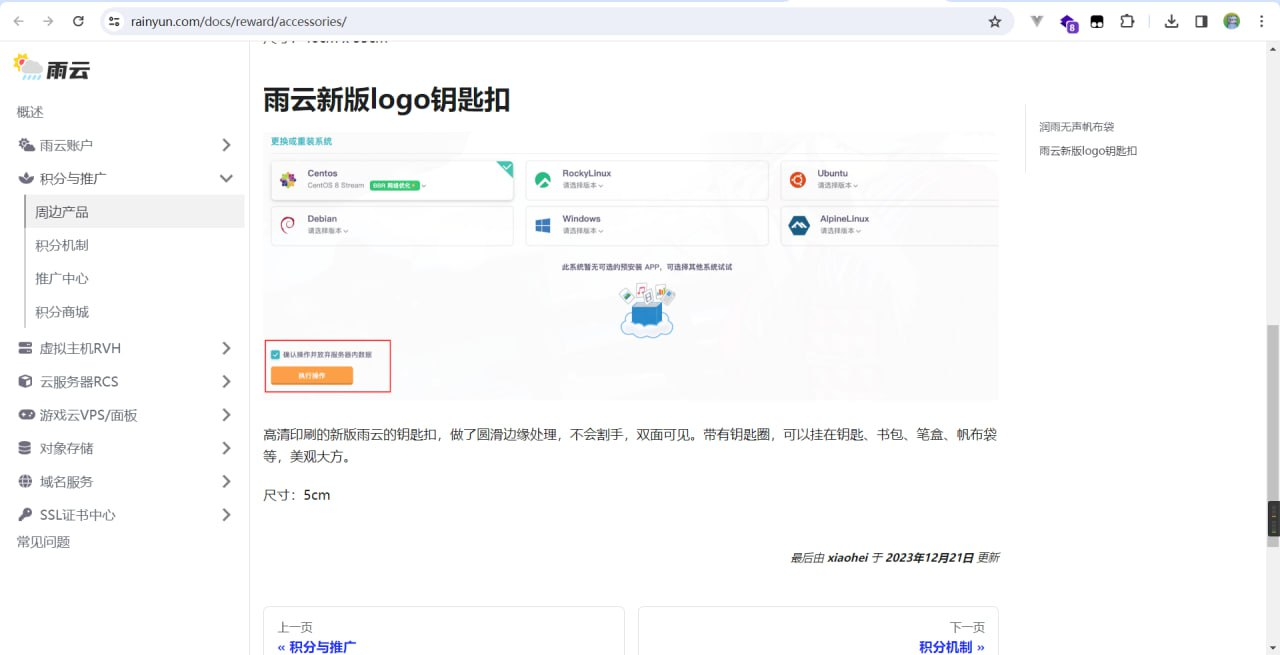 rainyun.com/docs/reward/accessories/
雨云
概述
雨云账户
积分与推广
周边产品
积分机制
推广中心
积分商城
虚拟主机RVH
云服务器RCS
游戏云VPS/面板
对象存储
域名服务
SSL证书中心
常见问题
雨云新版logo钥匙扣
更换或重装系统
Centos
CentOS 8 Stream
BBR 网络优化
RockyLinux
请选择版本
Ubuntu
请选择版本
Debian
请选择版本
Windows
请选择版本
AlpineLinux
请选择版本
此系统暂无可选的预安装 APP，可选择其他系统试试
确认操作并放弃服务器内数据
执行操作
高清印刷的新版雨云的钥匙扣，做了圆滑边缘处理，不会割手，双面可见。带有钥匙圈，可以挂在钥匙、书包、笔盒、帆布袋
等，美观大方。
尺寸：5cm
最后由 xiaohei 于 2023年12月21日 更新
上一页
« 积分与推广
下一页
积分机制 »
润雨无声帆布袋
雨云新版logo钥匙扣